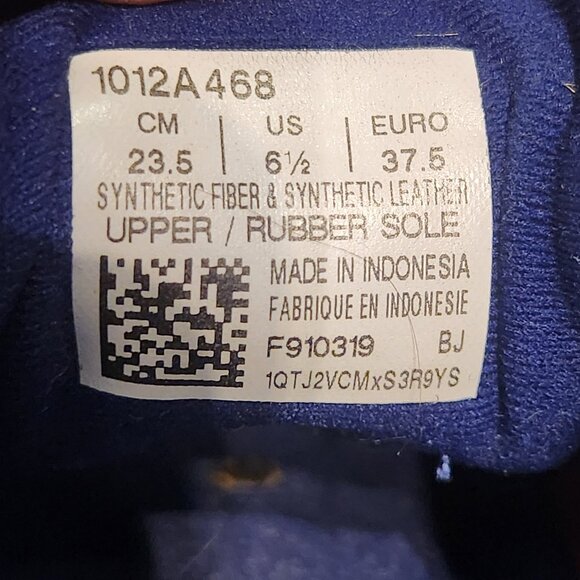 1012A468
CM | US | EURO
23.5 | 6½ | 37.5
SYNTHETIC FIBER & SYNTHETIC LEATHER
UPPER / RUBBER SOLE
MADE IN INDONESIA
FABRIQUE EN INDONESIE
F910319 BJ
1QTJ2VCMxS3R9YS